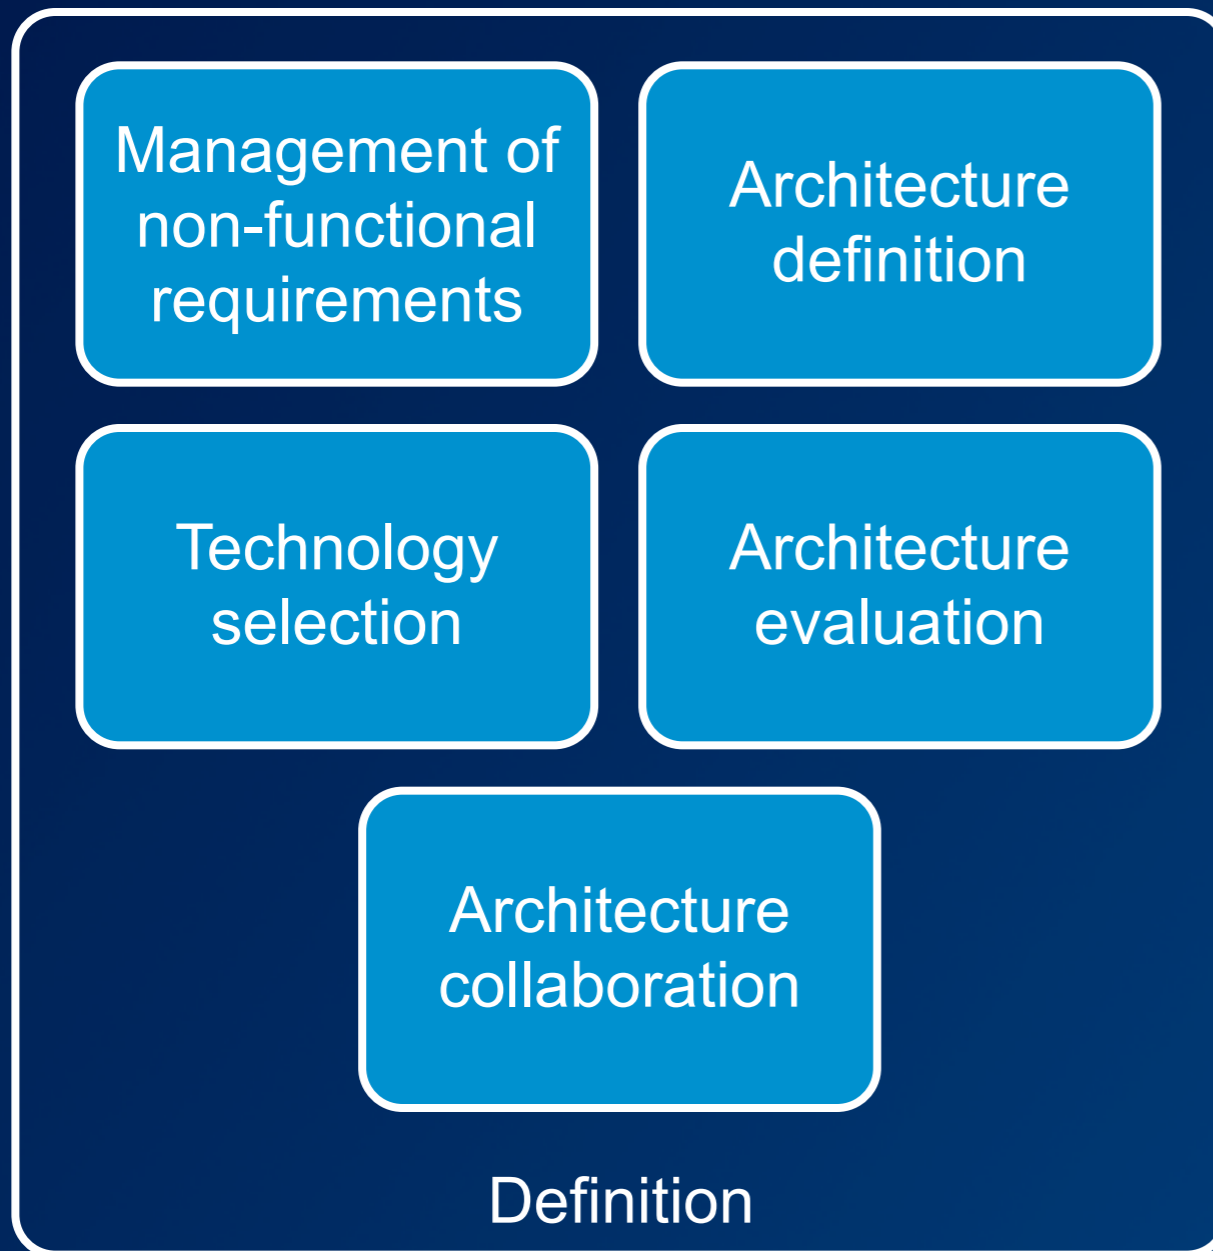 Management of
non-functional
requirements
Architecture
definition
Technology
selection
Architecture
evaluation
Architecture
collaboration
Definition